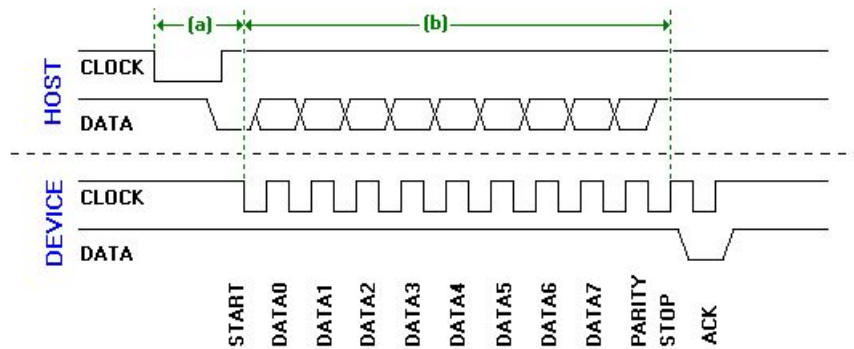 (a)
(b)
HOST
CLOCK
DATA
DEVICE
CLOCK
DATA
START
DATA0
DATA1
DATA2
DATA3
DATA4
DATA5
DATA6
DATA7
PARITY
STOP
ACK